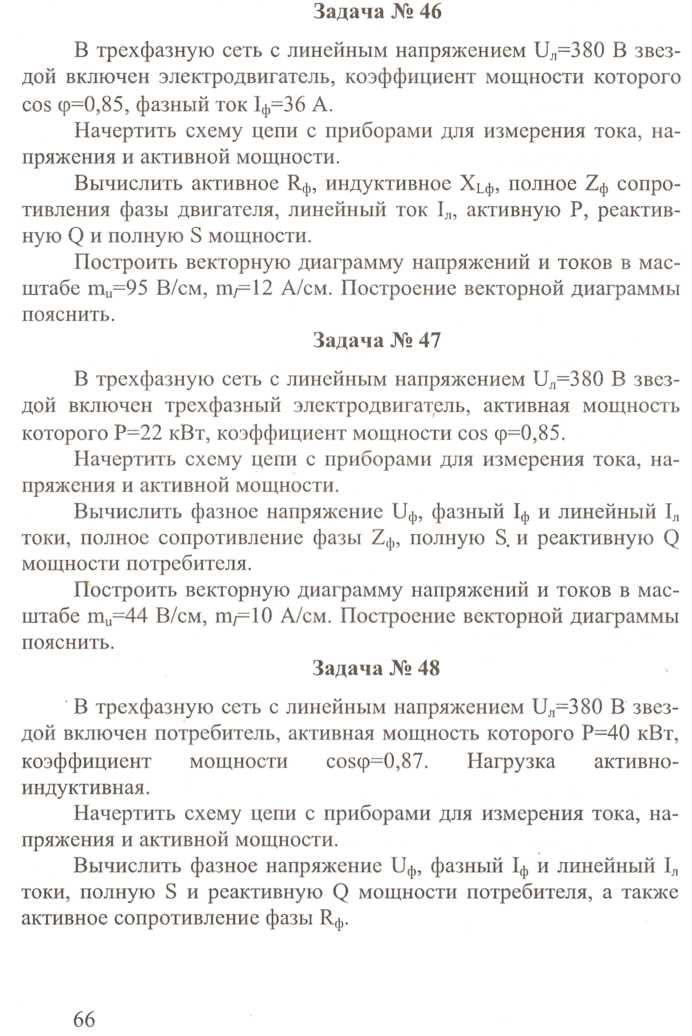 Задача № 46
В трехфазную сеть с линейным напряжением Uл=380 В звез-
дой включен электродвигатель, коэффициент мощности которого
cos φ=0,85, фазный ток Iф=36 А.
Начертить схему цепи с приборами для измерения тока, на-
пряжения и активной мощности.
Вычислить активное Rф, индуктивное XLф, полное Zф сопро-
тивления фазы двигателя, линейный ток Iл, активную P, реактив-
ную Q и полную S мощности.
Построить векторную диаграмму напряжений и токов в мас-
штабе mu=95 В/см, mI=12 А/см. Построение векторной диаграммы
пояснить.
Задача № 47
В трехфазную сеть с линейным напряжением Uл=380 В звез-
дой включен трехфазный электродвигатель, активная мощность
которого P=22 кВт, коэффициент мощности cos φ=0,85.
Начертить схему цепи с приборами для измерения тока, на-
пряжения и активной мощности.
Вычислить фазное напряжение Uф, фазный Iф и линейный Iл
токи, полное сопротивление фазы Zф, полную S и реактивную Q
мощности потребителя.
Построить векторную диаграмму напряжений и токов в мас-
штабе mu=44 В/см, mI=10 А/см. Построение векторной диаграммы
пояснить.
Задача № 48
В трехфазную сеть с линейным напряжением Uл=380 В звез-
дой включен потребитель, активная мощность которого P=40 кВт,
коэффициент мощности cosφ=0,87. Нагрузка активно-
индуктивная.
Начертить схему цепи с приборами для измерения тока, на-
пряжения и активной мощности.
Вычислить фазное напряжение Uф, фазный Iф и линейный Iл
токи, полную S и реактивную Q мощности потребителя, а также
активное сопротивление фазы Rф.
66